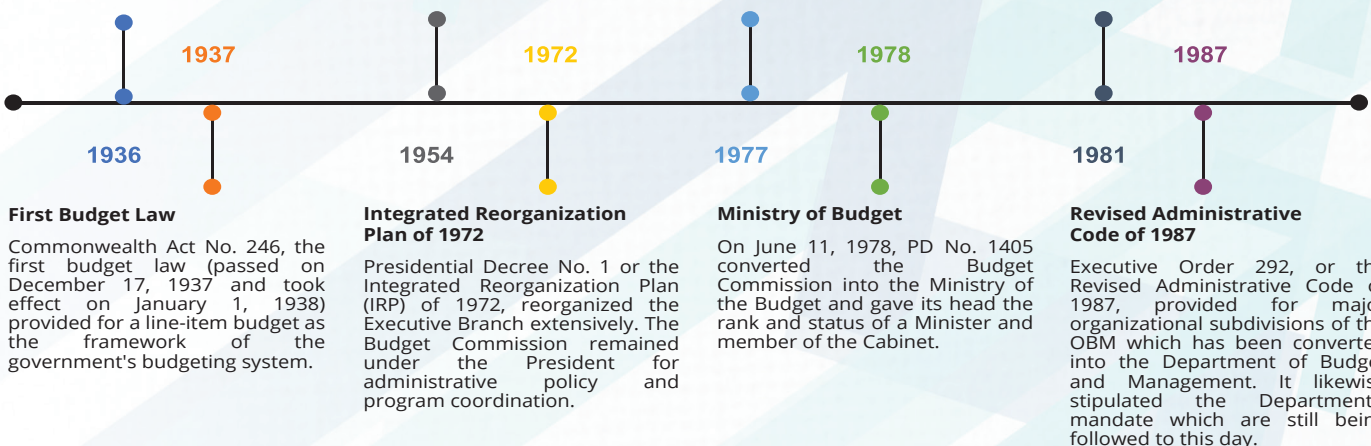 1937
1972
1978
1987
1936
1954
1977
1981
First Budget Law
Commonwealth Act No. 246, the
first budget law (passed on
December 17, 1937 and took
effect on January 1, 1938)
provided for a line-item budget as
the framework of the
government's budgeting system.
Integrated Reorganization
Plan of 1972
Presidential Decree No. 1 or the
Integrated Reorganization Plan
(IRP) of 1972, reorganized the
Executive Branch extensively. The
Budget Commission remained
under the President for
administrative policy and
program coordination.
Ministry of Budget
On June 11, 1978, PD No. 1405
converted the Budget
Commission into the Ministry of
the Budget and gave its head the
rank and status of a Minister and
member of the Cabinet.
Revised Administrative
Code of 1987
Executive Order 292, or th
Revised Administrative Code
1987, provided for majo
organizational subdivisions of th
OBM which has been converte
into the Department of Budge
and Management. It likewis
stipulated the Department
mandate which are still bein
followed to this day.